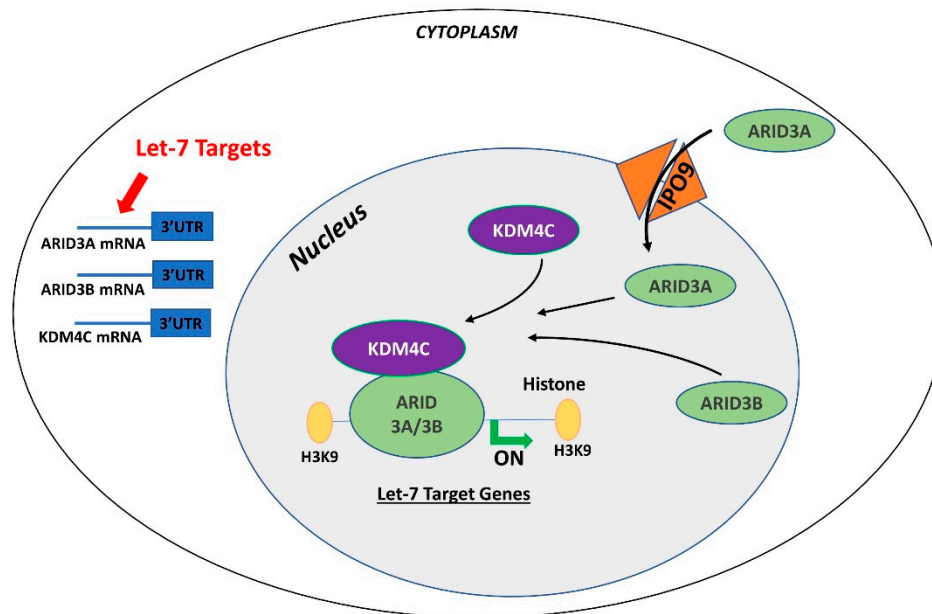 CYTOPLASM
ARID3A
Let-7 Targets
IPO9
3'UTR
ARID3A mRNA
Nucleus
KDM4C
3'UTR
ARID3B mRNA
ARID3A
3'UTR
KDM4C mRNA
KDM4C
Histone
ARID
3A/3B
ARID3B
H3K9
ON
H3K9
Let-7 Target Genes